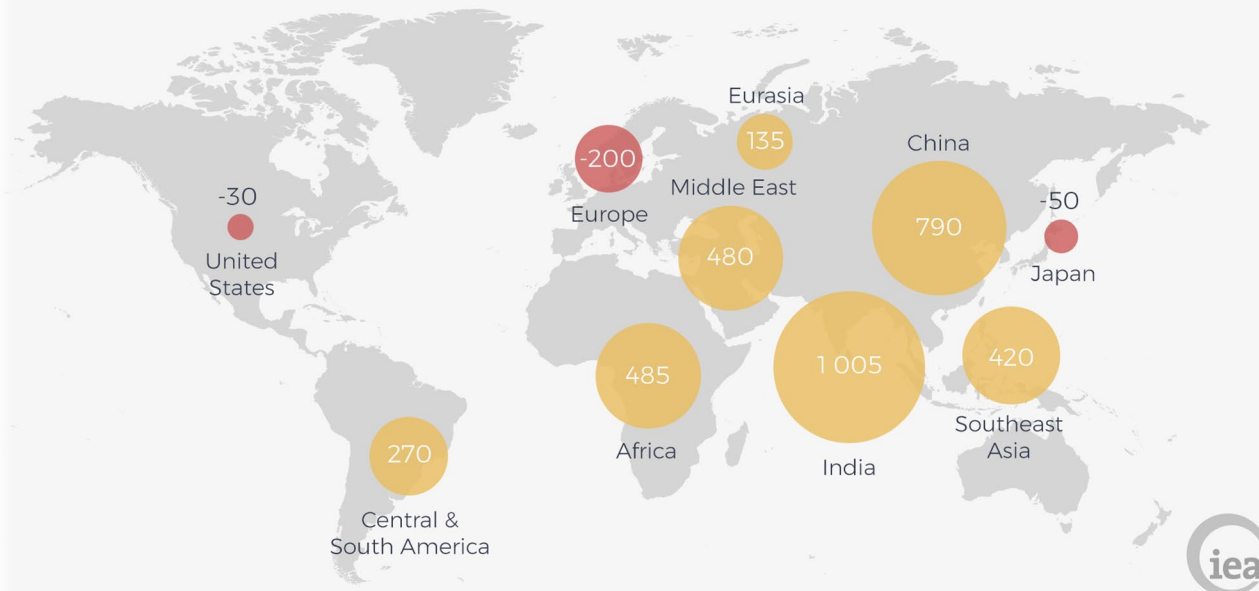 Eurasia
135
China
790
-200
Europe
Middle East
480
-30
United
States
-50
Japan
485
Africa
1 005
India
420
Southeast
Asia
270
Central &
South America
iea